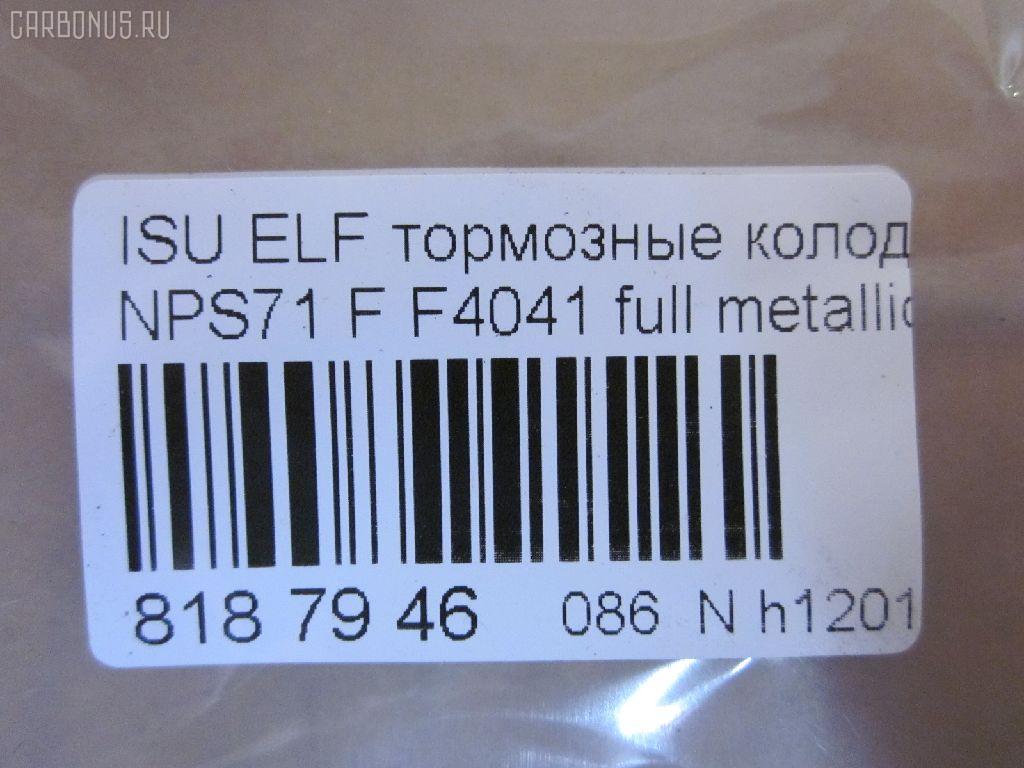 CARBONUS.RU
ISU ELF тормозные колод
NPS71 F F4041 full metallic
818 79 46 086 N h1201